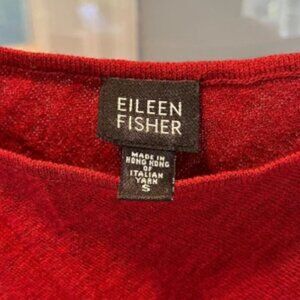 EILEEN
FISHER
MADE IN
HONG KONG
OF
ITALIAN
YARN
S